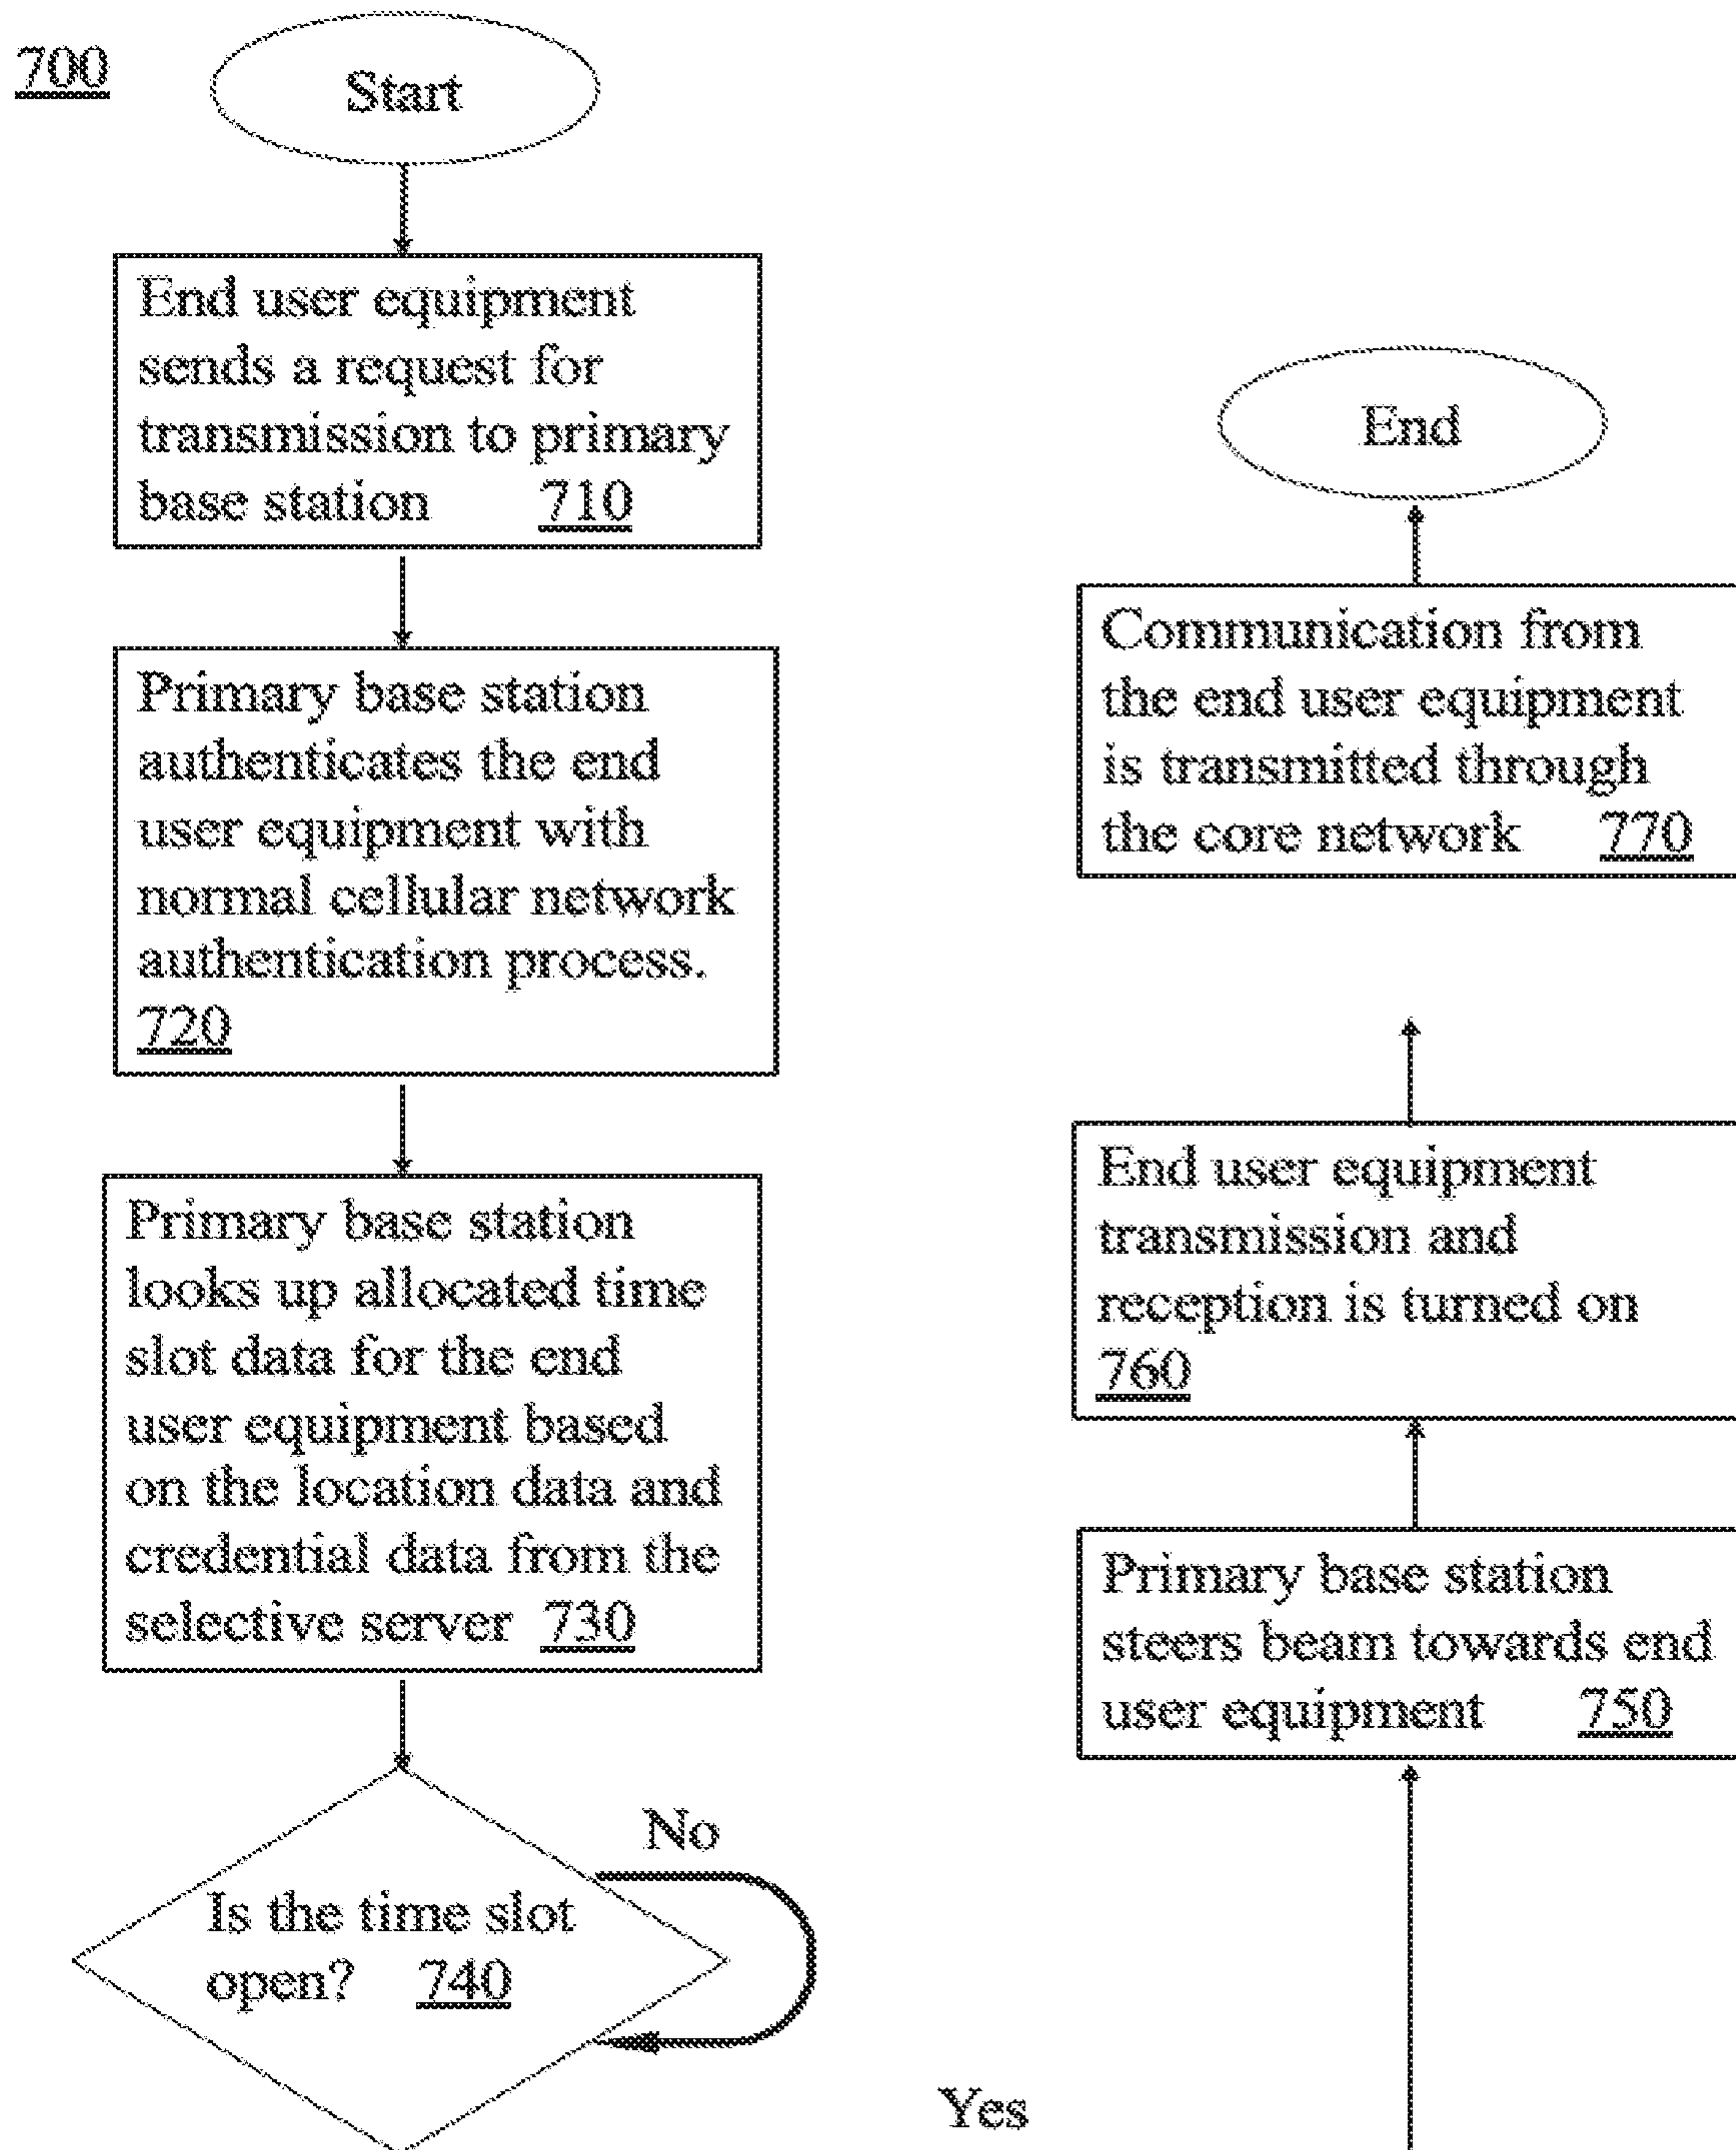 700
Start
End user equipment
sends a request for
transmission to primary
base station 710
Primary base station
authenticates the end
user equipment with
normal cellular network
authentication process.
720
Primary base station
looks up allocated time
slot data for the end
user equipment based
on the location data and
credential data from the
selective server 730
Is the time slot
open? 740
No
Yes
Primary base station
steers beam towards end
user equipment 750
End user equipment
transmission and
reception is turned on
760
Communication from
the end user equipment
is transmitted through
the core network 770
End